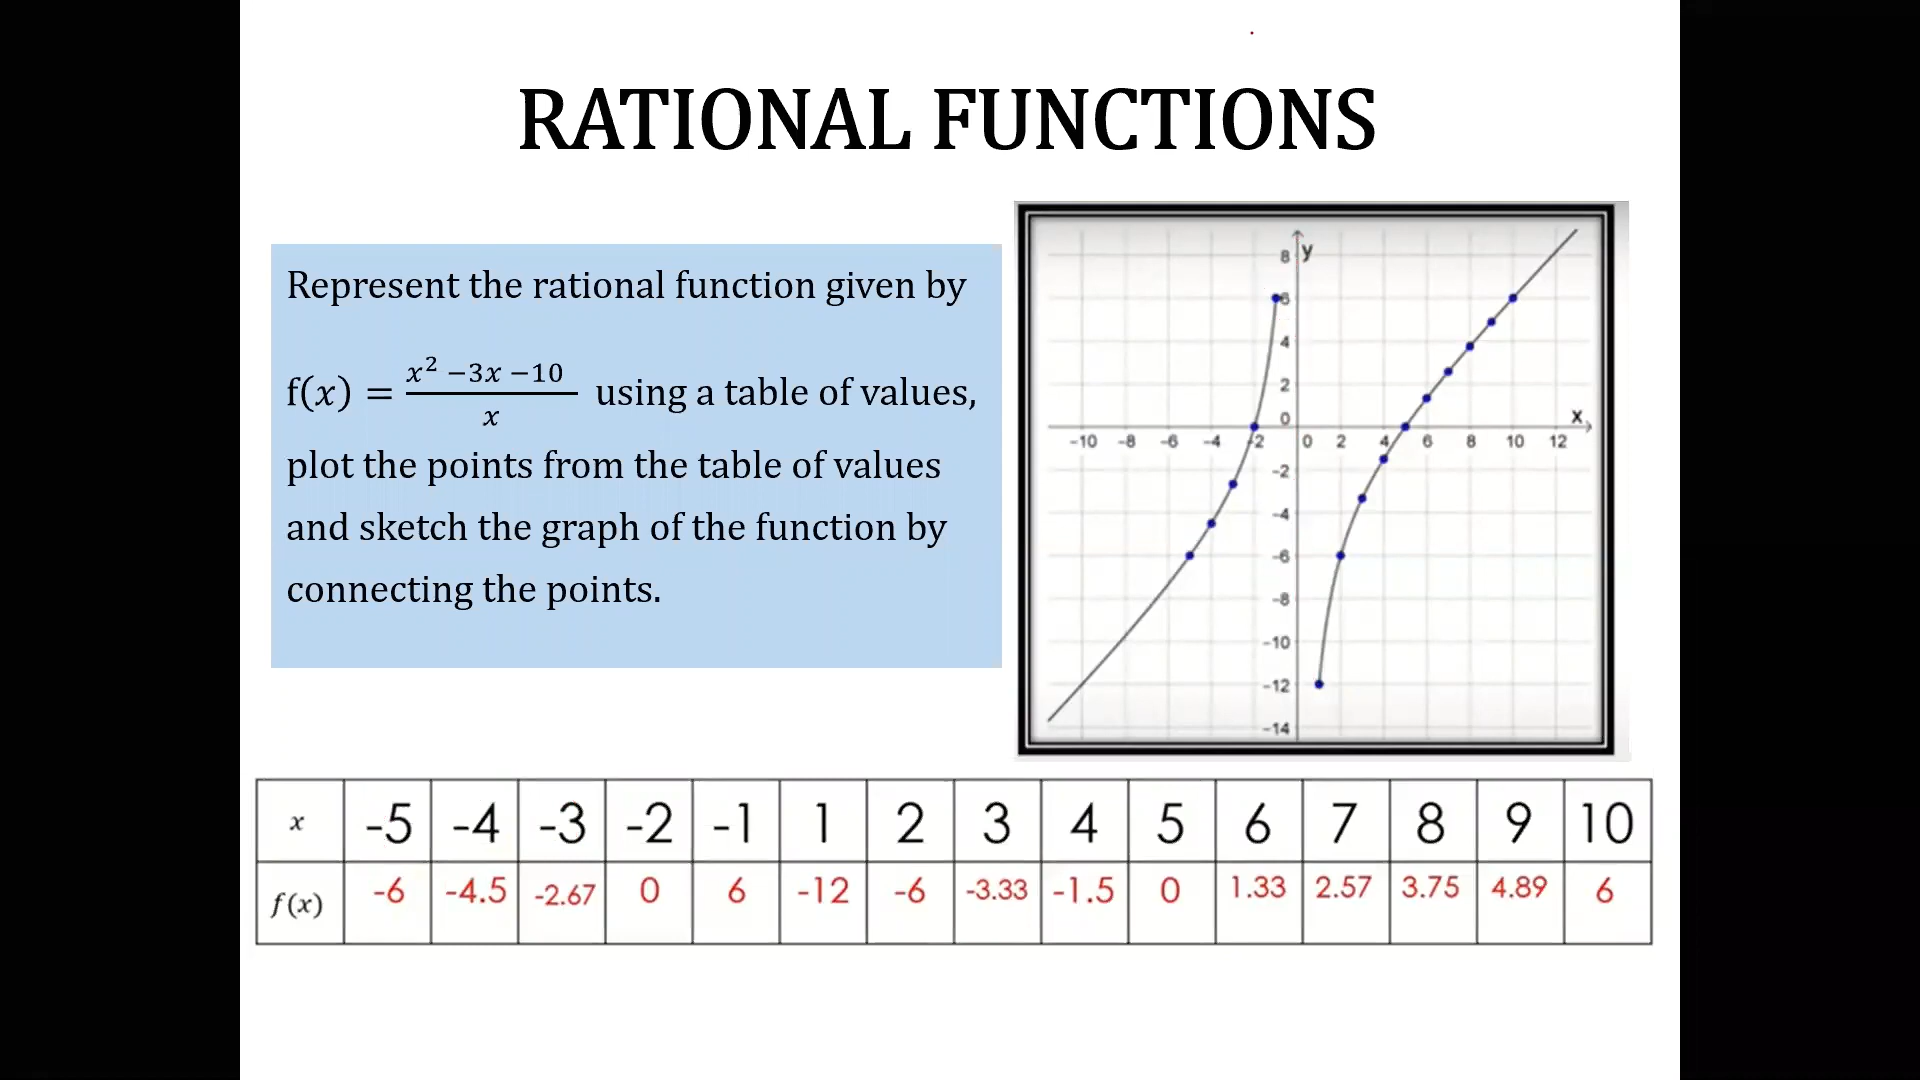 RATIONAL FUNCTIONS
Represent the rational function given by
f(x) = \frac{x² −3x −10}{x} using a table of values,
plot the points from the table of values
and sketch the graph of the function by
connecting the points.
y
8
6
4
2
0
-10 -8 -6 -4 -2 0 2 4 6 8 10 12 x
-2
-4
-6
-8
-10
-12
-14
x -5 -4 -3 -2 -1 1 2 3 4 5 6 7 8 9 10
f(x) -6 -4.5 -2.67 0 6 -12 -6 -3.33 -1.5 0 1.33 2.57 3.75 4.89 6